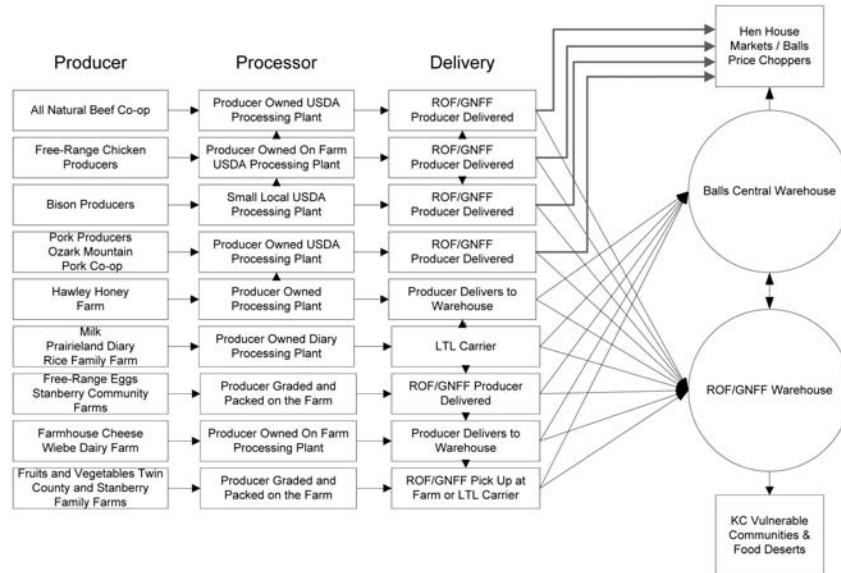 Producer
Processor
Delivery
Hen House
Markets / Balls
Price Choppers
All Natural Beef Co-op
Producer Owned USDA
Processing Plant
ROF/GNFF
Producer Delivered
Free-Range Chicken
Producers
Producer Owned On Farm
USDA Processing Plant
ROF/GNFF
Producer Delivered
Bison Producers
Small Local USDA
Processing Plant
ROF/GNFF
Producer Delivered
Balls Central Warehouse
Pork Producers
Ozark Mountain
Pork Co-op
Producer Owned USDA
Processing Plant
ROF/GNFF
Producer Delivered
Hawley Honey
Farm
Producer Owned
Processing Plant
Producer Delivers to
Warehouse
Milk
Prairieland Diary
Rice Family Farm
Producer Owned Diary
Processing Plant
LTL Carrier
Free-Range Eggs
Stanberry Community
Farms
Producer Graded and
Packed on the Farm
ROF/GNFF Producer
Delivered
ROF/GNFF Warehouse
Farmhouse Cheese
Wiebe Dairy Farm
Producer Owned On Farm
Processing Plant
Producer Delivers to
Warehouse
Fruits and Vegetables Twin
County and Stanberry
Family Farms
Producer Graded and
Packed on the Farm
ROF/GNFF Pick Up at
Farm or LTL Carrier
KC Vulnerable
Communities &
Food Deserts